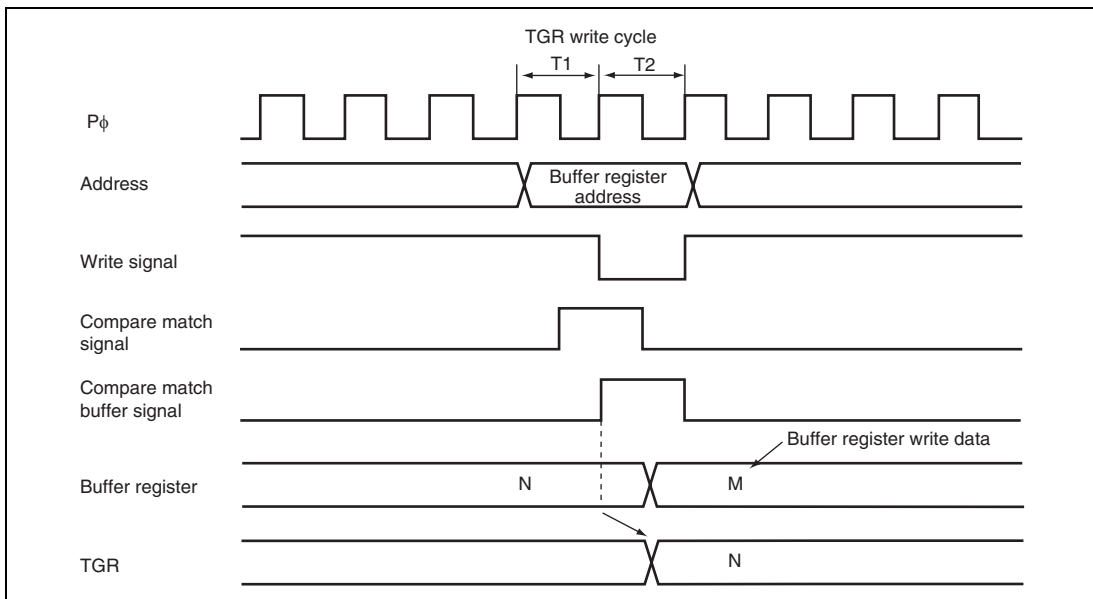 TGR write cycle
T1 T2
Pϕ
Address
Buffer register
address
Write signal
Compare match
signal
Compare match
buffer signal
Buffer register write data
Buffer register
N M
TGR
N